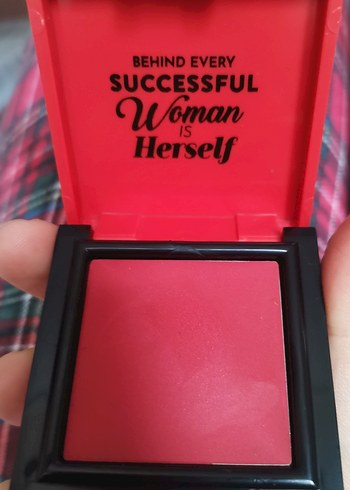 BEHIND EVERY
SUCCESSFUL
Woman
IS
Herself